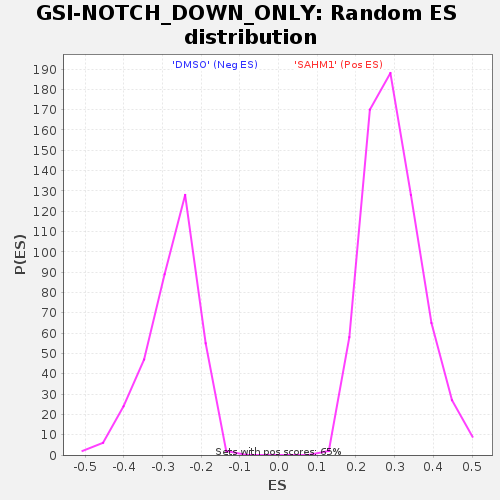 GSI-NOTCH_DOWN_ONLY: Random ES
distribution
'DMSO' (Neg ES) 'SAHM1' (Pos ES)
190
180
170
160
150
140
130
120
110
100
90
80
70
60
50
40
30
20
10
0
P(ES)
Sets with pos scores: 65%
-0.5 -0.4 -0.3 -0.2 -0.1 0.0 0.1 0.2 0.3 0.4 0.5
ES